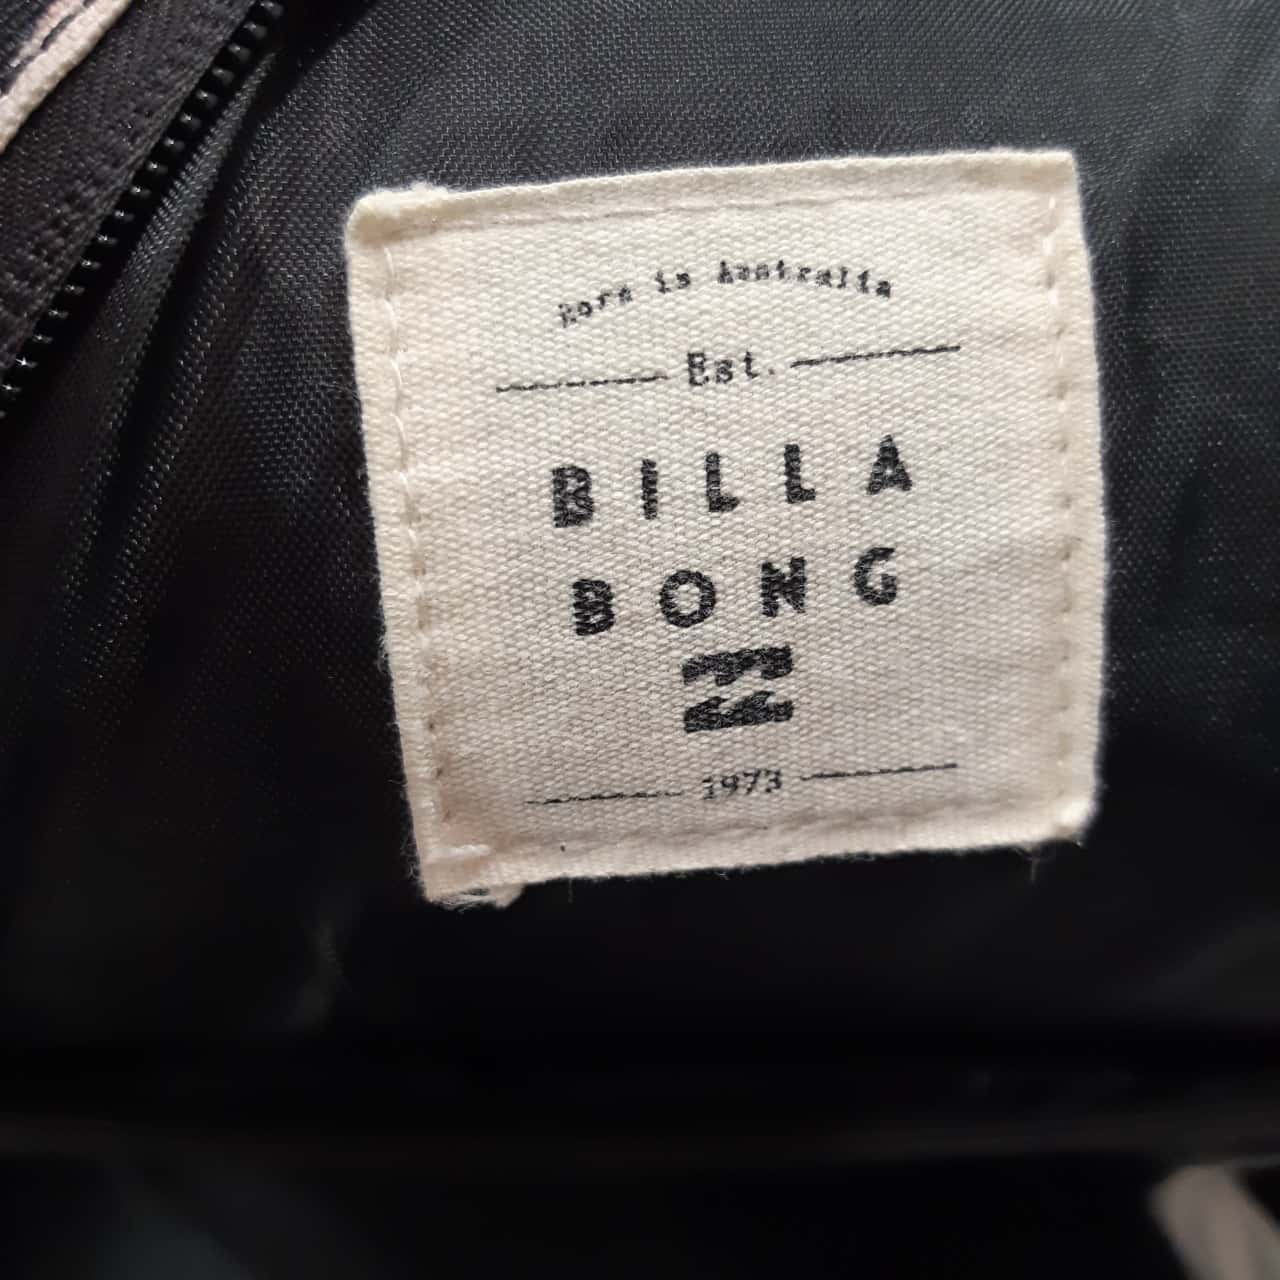 Born in Australia
Est.
BILLA
BONG
1973